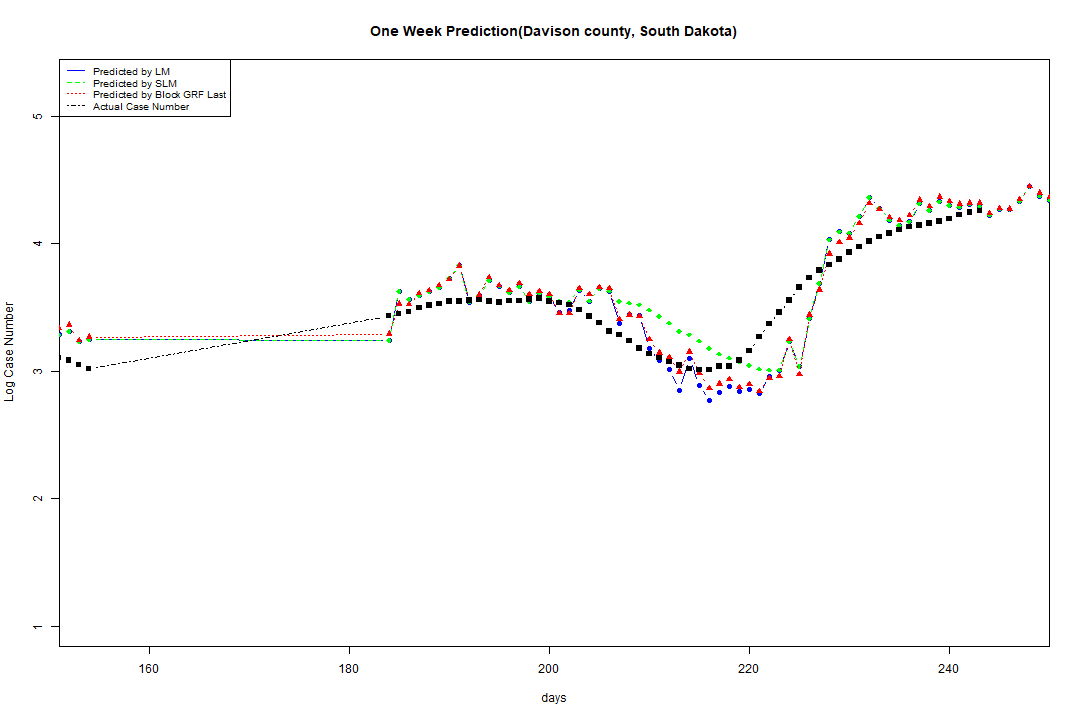 One Week Prediction(Davison county, South Dakota)
Predicted by LM
Predicted by SLM
Predicted by Block GRF Last
Actual Case Number
5
4
3
2
1
Log Case Number
160 180 200 220 240
days